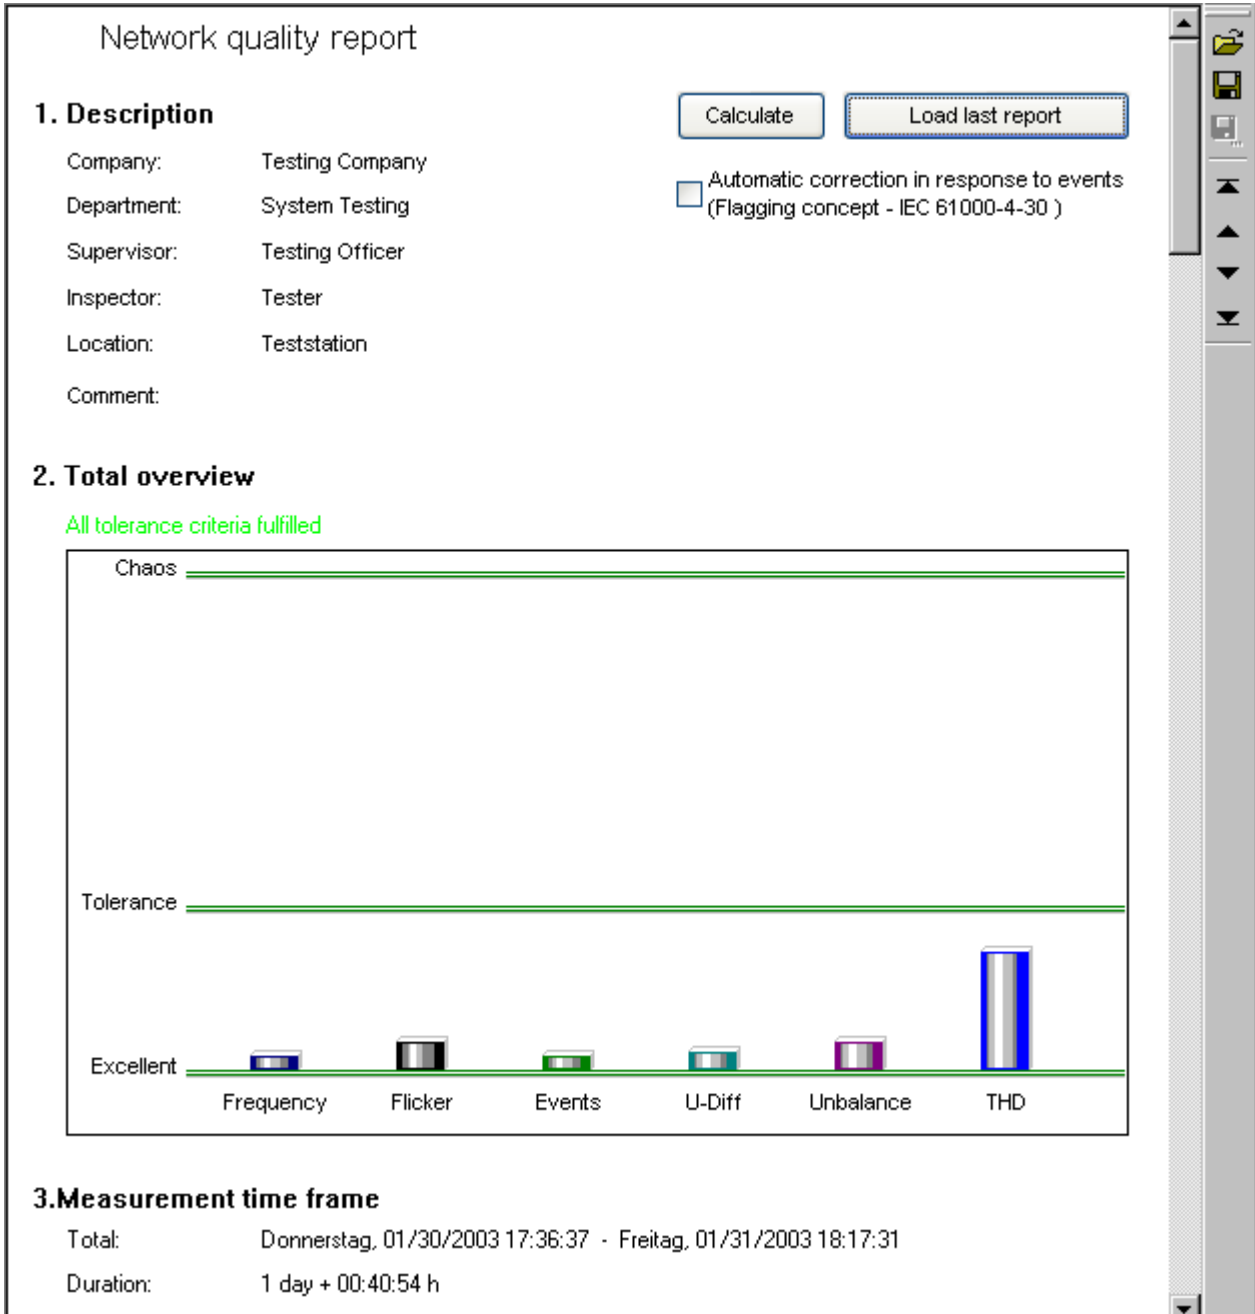 Network quality report
1. Description
Calculate
Load last report
Company: Testing Company
Automatic correction in response to events
(Flagging concept - IEC 61000-4-30 )
Department: System Testing
Supervisor: Testing Officer
Inspector: Tester
Location: Teststation
Comment:
2. Total overview
All tolerance criteria fulfilled
Chaos
Tolerance
Excellent
Frequency Flicker Events U-Diff Unbalance THD
3.Measurement time frame
Total: Donnerstag, 01/30/2003 17:36:37 - Freitag, 01/31/2003 18:17:31
Duration: 1 day + 00:40:54 h